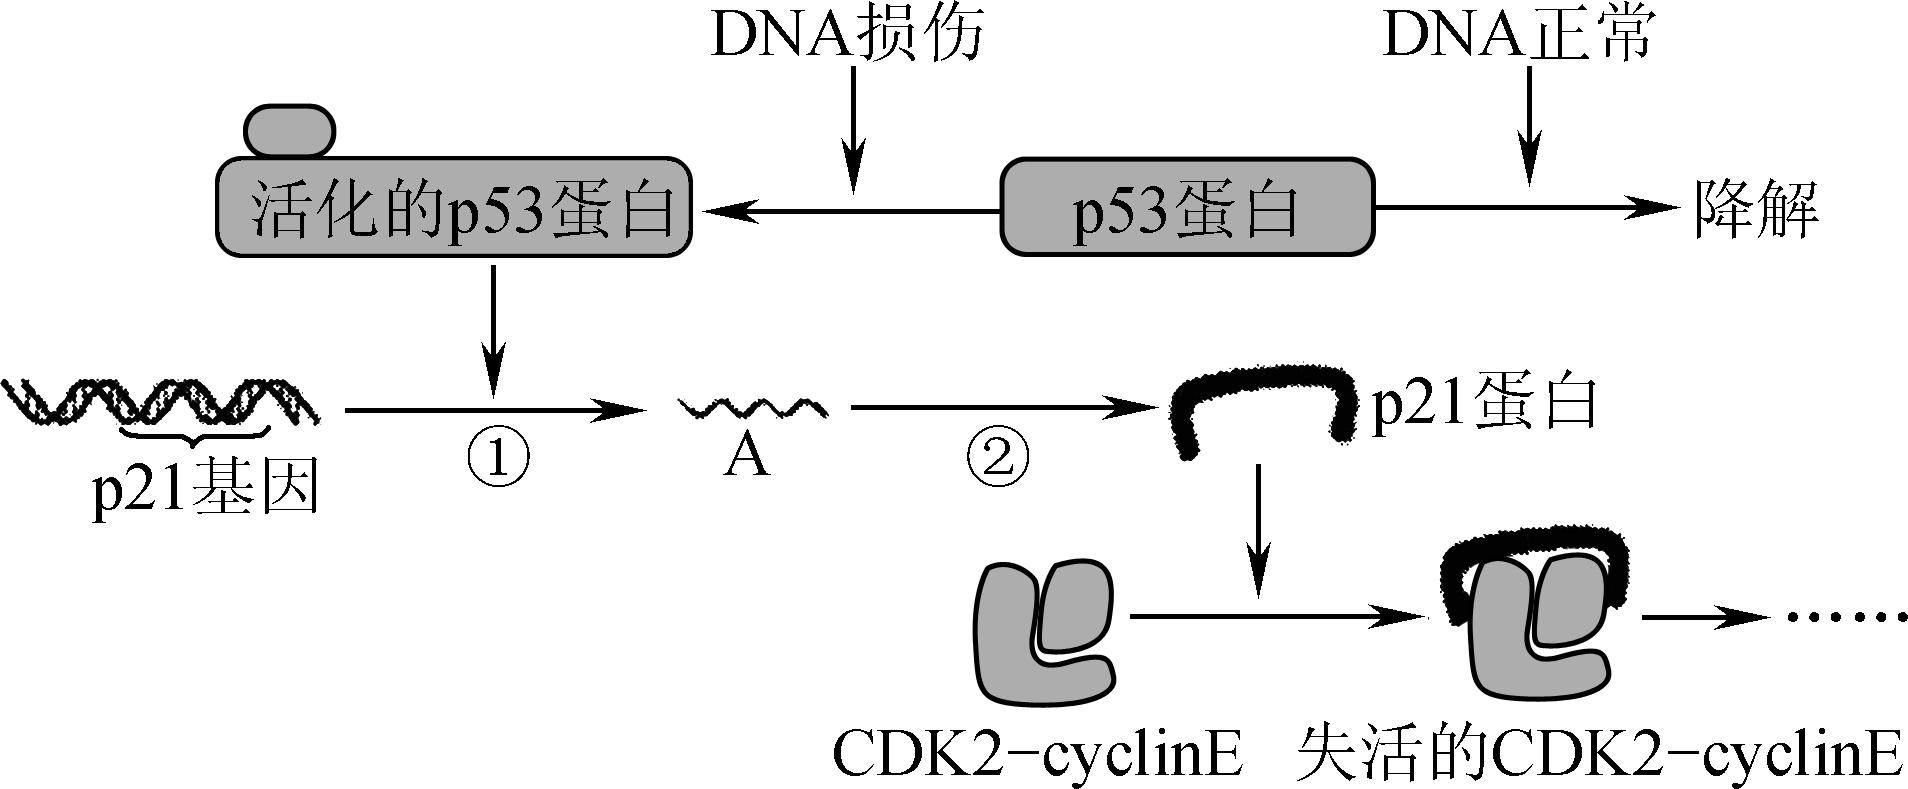 DNA损伤
DNA正常
活化的p53蛋白
p53蛋白
降解
①
A
②
p21蛋白
p21基因
CDK2-cyclinE
失活的CDK2-cyclinE
……